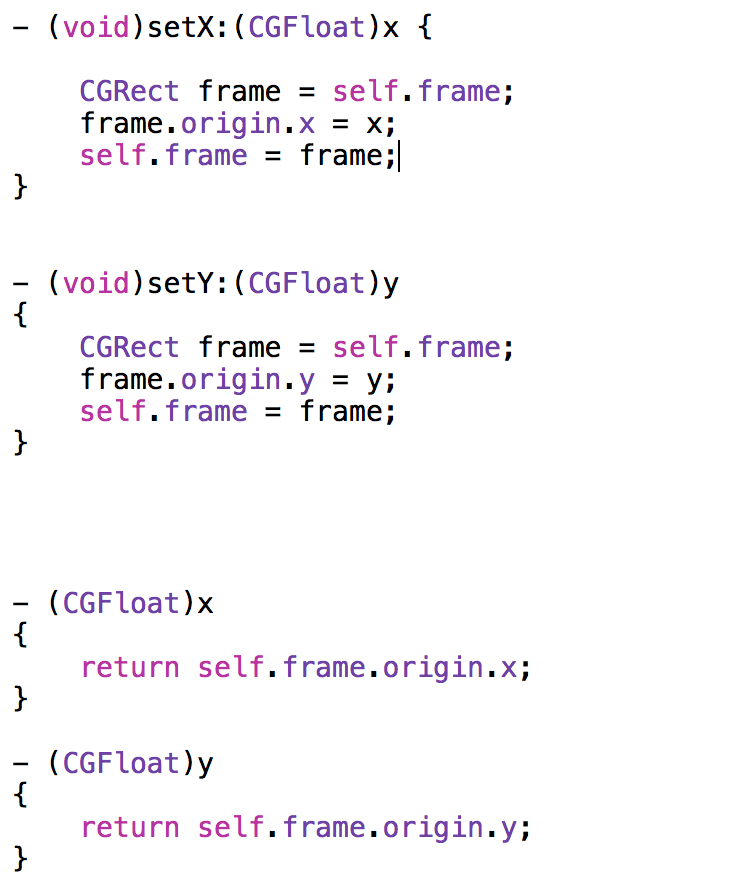 - (void)setX:(CGFloat)x {
    CGRect frame = self.frame;
    frame.origin.x = x;
    self.frame = frame;
}
- (void)setY:(CGFloat)y
{
    CGRect frame = self.frame;
    frame.origin.y = y;
    self.frame = frame;
}
- (CGFloat)x
{
    return self.frame.origin.x;
}
- (CGFloat)y
{
    return self.frame.origin.y;
}